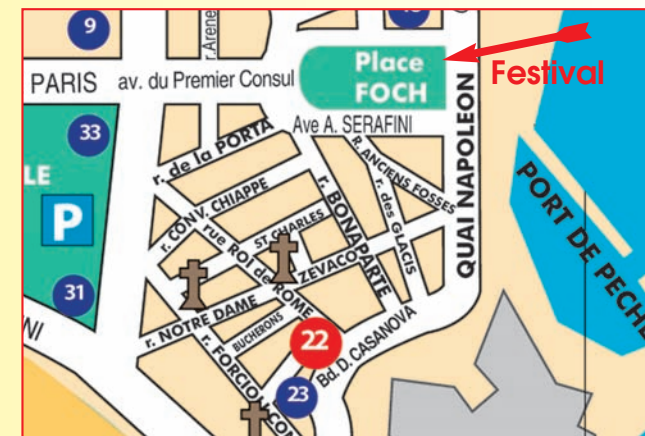 9
r. Arene
PARIS
av. du Premier Consul
Place
FOCH
Festival
33
Ave A. SERAFINI
r. de la PORTA
R. ANCIENS FOSSES
QUAI NAPOLEON
LE
P
r. CONV. CHIAPPE
r. BONAPARTE
r. des GLACIS
PORT DE PECHE
ST CHARLES
rue ROI de ROME
ZEVACO
31
r. NOTRE DAME
BUCHERONS
22
Bd. D. CASANOVA
NI
r. FORCIOLI CON
23